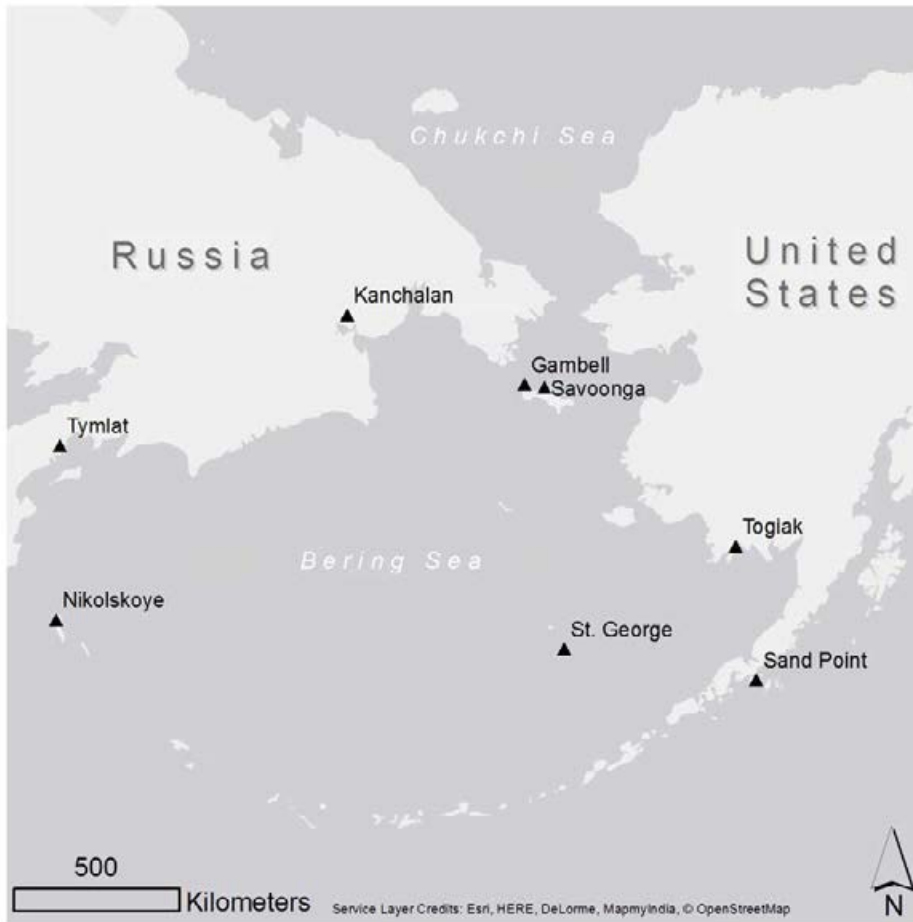 Chukchi Sea
Russia
United
States
Kanchalan
Gambell
Savoonga
Tymlat
Togiak
Bering Sea
Nikolskoye
St. George
Sand Point
500
Kilometers
Service Layer Credits: Esri, HERE, DeLorme, MapmyIndia, © OpenStreetMap
N